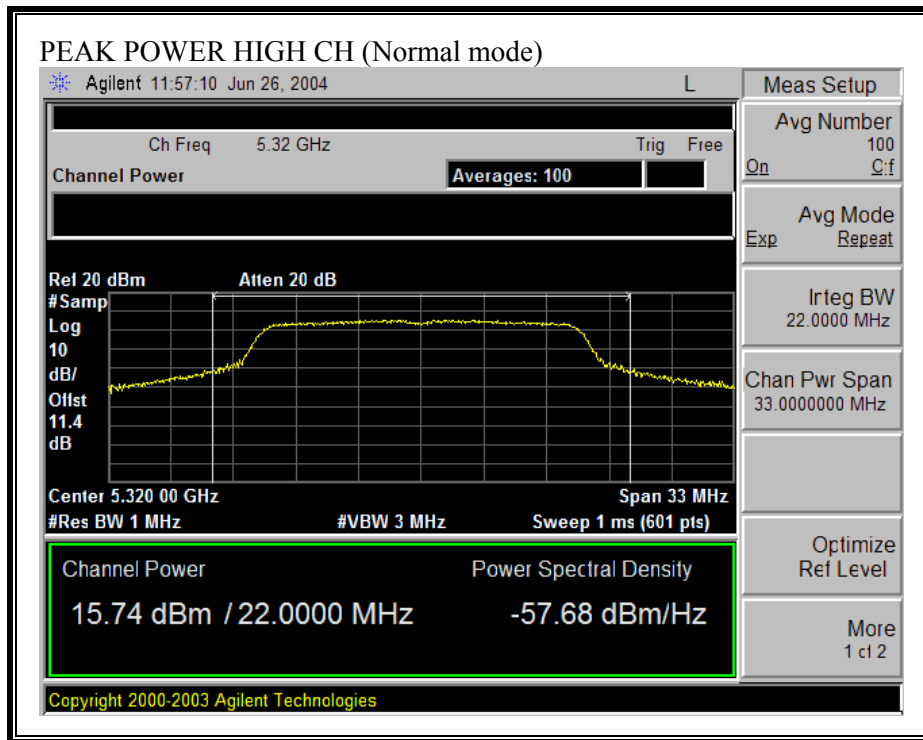 PEAK POWER HIGH CH (Normal mode)
Agilent 11:57:10 Jun 26, 2004 L
Meas Setup
Ch Freq 5.32 GHz Trig Free
Channel Power Averages: 100
Ref 20 dBm Atten 20 dB
#Samp
Log
10
dB/
Offst
11.4
dB
Center 5.320 00 GHz Span 33 MHz
#Res BW 1 MHz #VBW 3 MHz Sweep 1 ms (601 pts)
Channel Power Power Spectral Density
15.74 dBm / 22.0000 MHz -57.68 dBm/Hz
Copyright 2000-2003 Agilent Technologies
Avg Number
100
On
Avg Mode
Exp Repeat
Integ BW
22.0000 MHz
Chan Pwr Span
33.0000000 MHz
Optimize
Ref Level
More
1 of 2